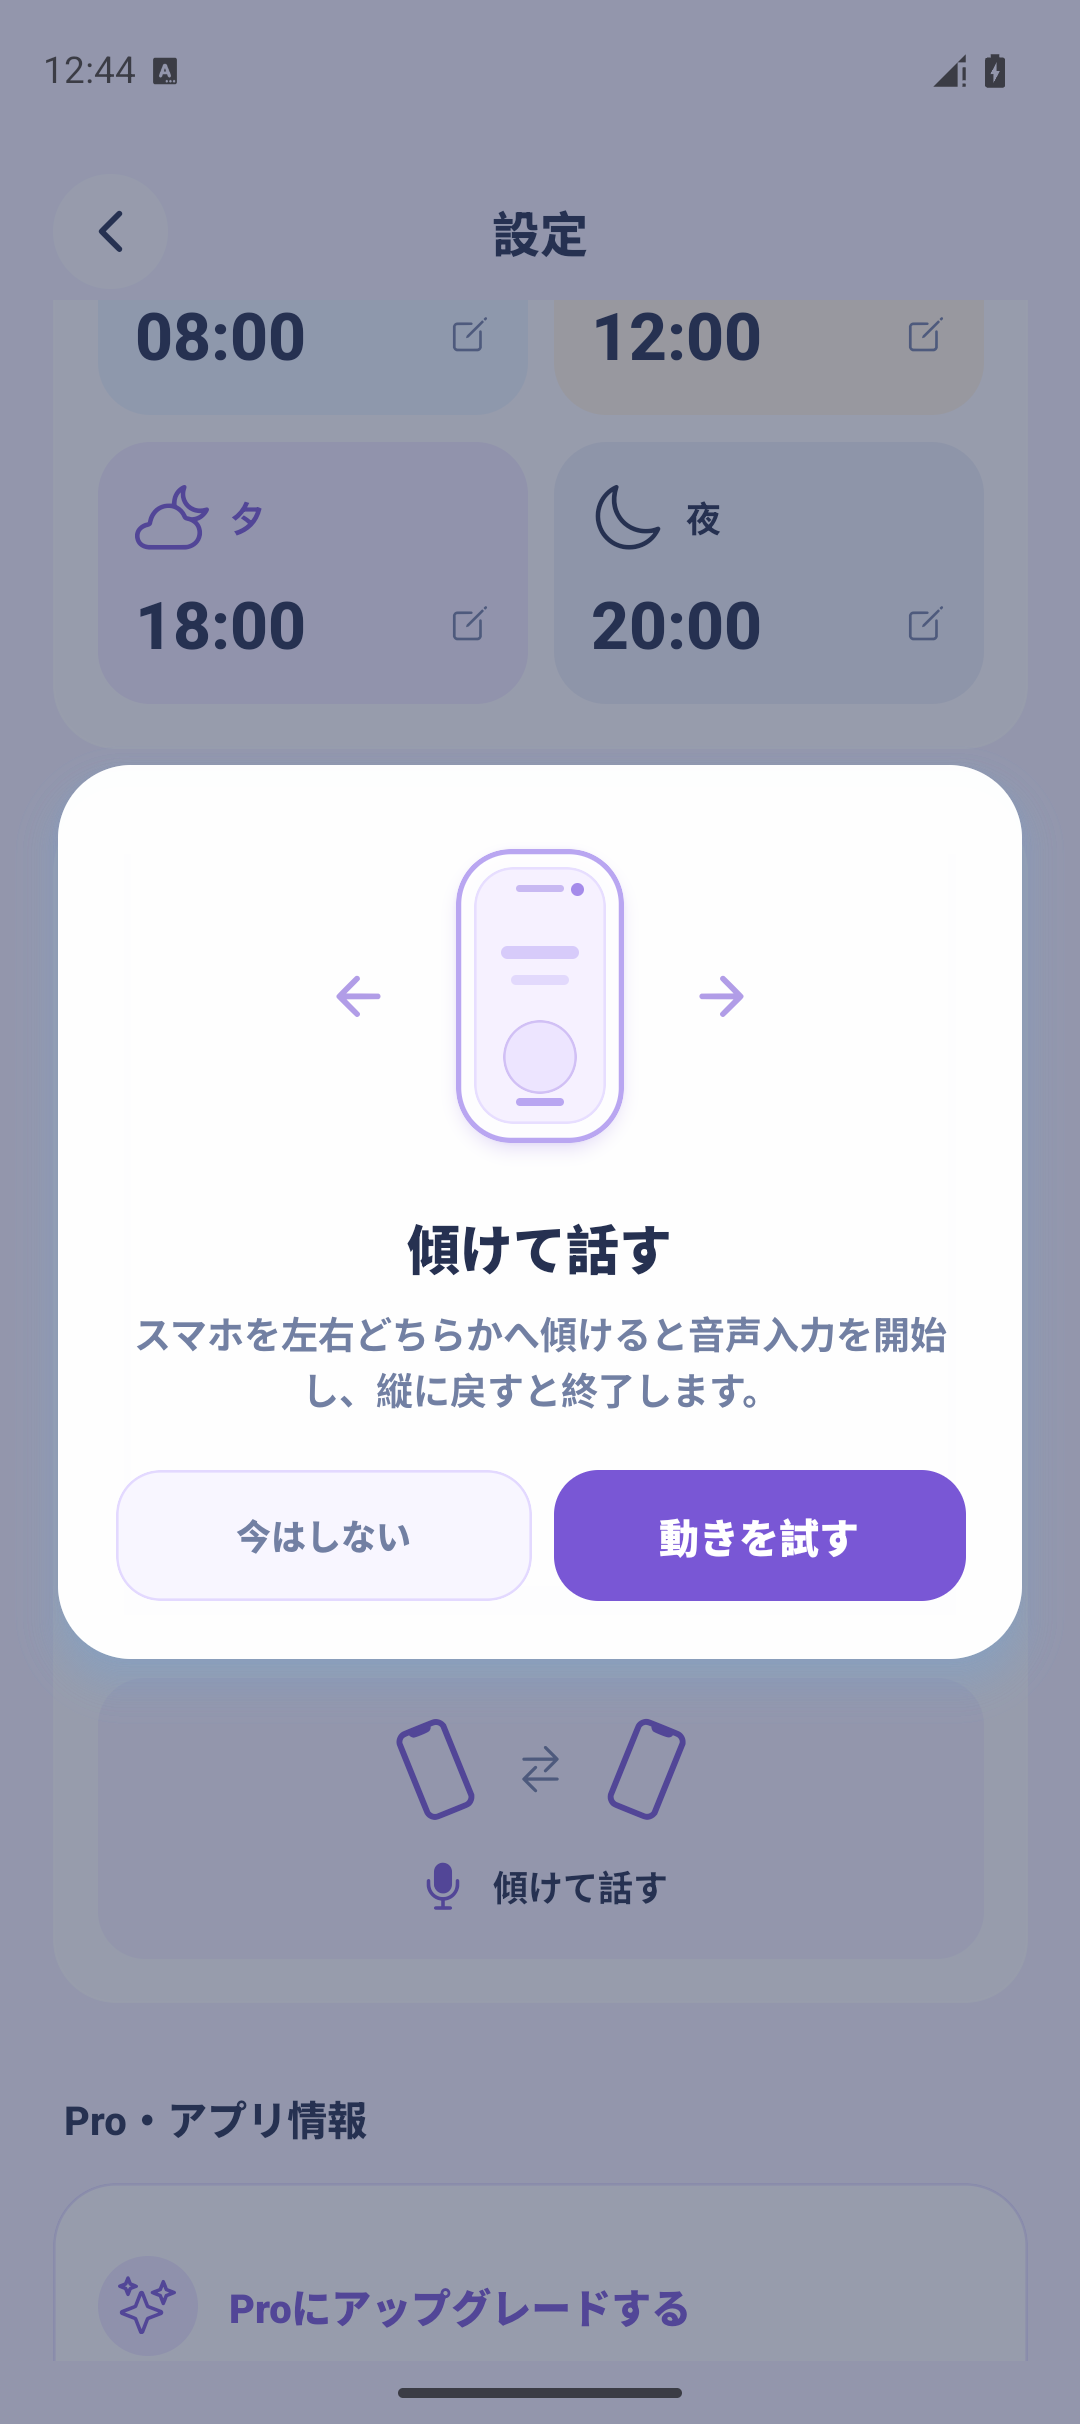 12:44
設定
08:00
12:00
夕
夜
18:00
20:00
傾けて話す
スマホを左右どちらかへ傾けると音声入力を開始
し、縦に戻すと終了します。
今はしない
動きを試す
傾けて話す
Pro・アプリ情報
Proにアップグレードする